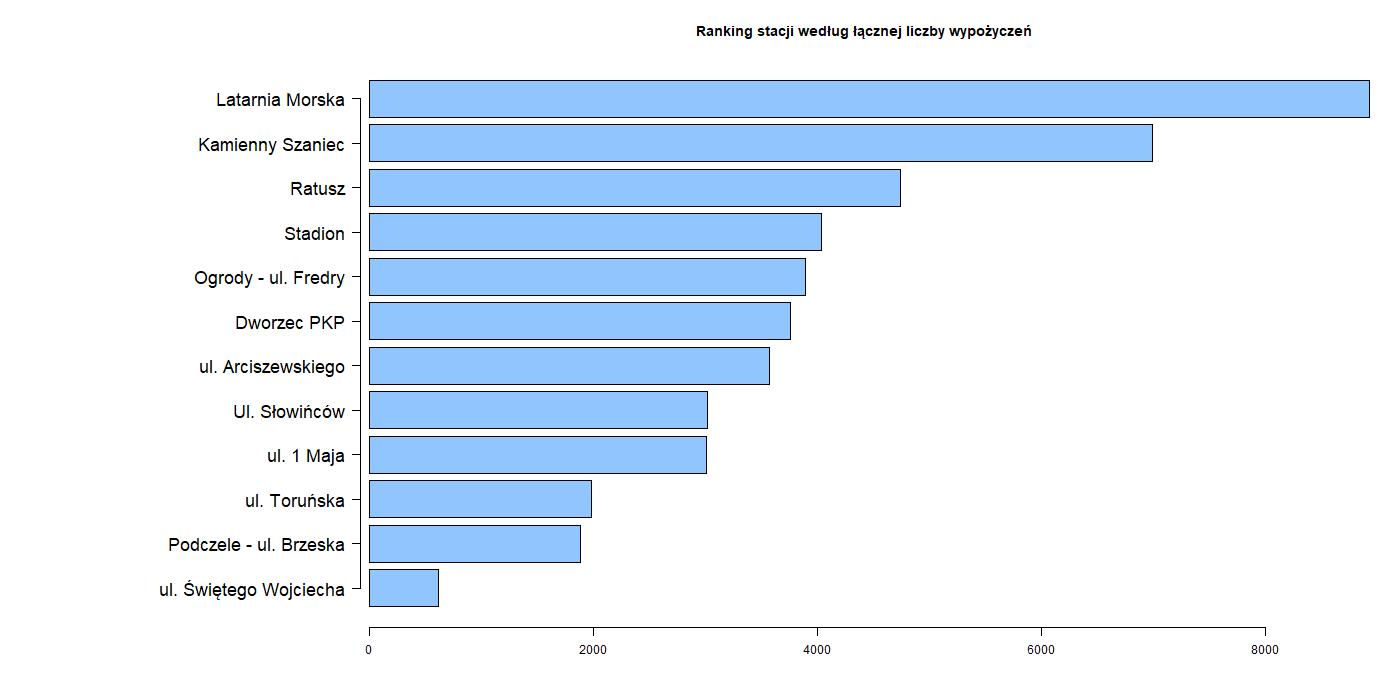 Ranking stacji według łącznej liczby wypożyczeń
Latarnia Morska
Kamienny Szaniec
Ratusz
Stadion
Ogrody - ul. Fredry
Dworzec PKP
ul. Arciszewskiego
Ul. Słowińców
ul. 1 Maja
ul. Toruńska
Podczele - ul. Brzeska
ul. Świętego Wojciecha
0 2000 4000 6000 8000